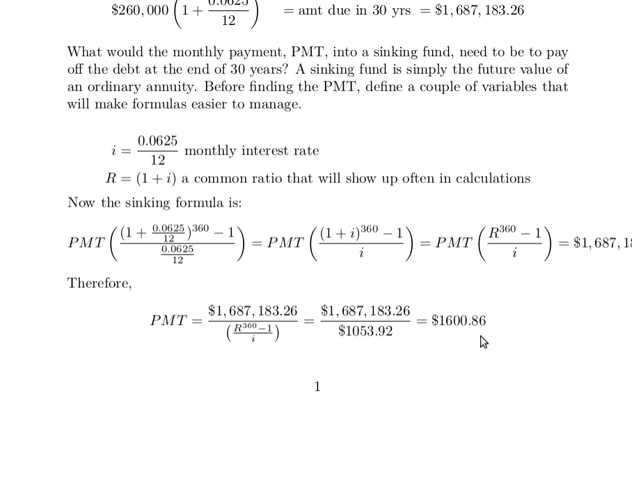 $260,000 (1 + 0.0625/12) = amt due in 30 yrs = $1,687,183.26
What would the monthly payment, PMT, into a sinking fund, need to be to pay
off the debt at the end of 30 years? A sinking fund is simply the future value of
an ordinary annuity. Before finding the PMT, define a couple of variables that
will make formulas easier to manage.
i = 0.0625/12 monthly interest rate
R = (1 + i) a common ratio that will show up often in calculations
Now the sinking formula is:
PMT (((1 + 0.0625/12)^360 − 1)/(0.0625/12)) = PMT (((1 + i)^360 − 1)/i) = PMT ((R^360 − 1)/i) = $1,687,1
Therefore,
PMT = $1,687,183.26/((R^360−1)/i) = $1,687,183.26/$1053.92 = $1600.86
1